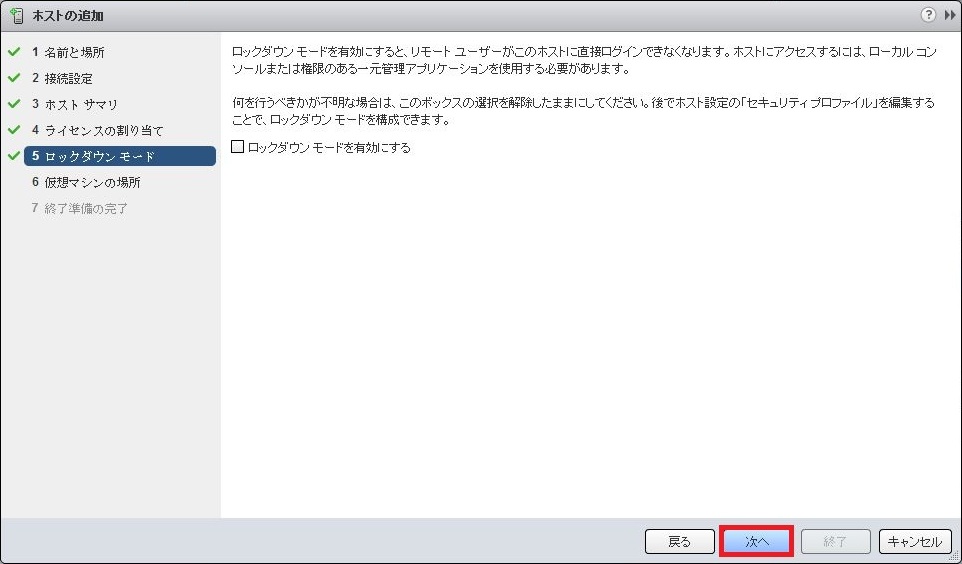 ホストの追加
?
1 名前と場所
2 接続設定
3 ホスト サマリ
4 ライセンスの割り当て
5 ロックダウン モード
6 仮想マシンの場所
7 終了準備の完了
ロックダウン モードを有効にすると、リモート ユーザーがこのホストに直接ログインできなくなります。ホストにアクセスするには、ローカル コン
ソールまたは権限のある一元管理アプリケーションを使用する必要があります。
何を行うべきかが不明な場合は、このボックスの選択を解除したままにしてください。後でホスト設定の「セキュリティ プロファイル」を編集する
ことで、ロックダウン モードを構成できます。
ロックダウン モードを有効にする
戻る
次へ
終了
キャンセル